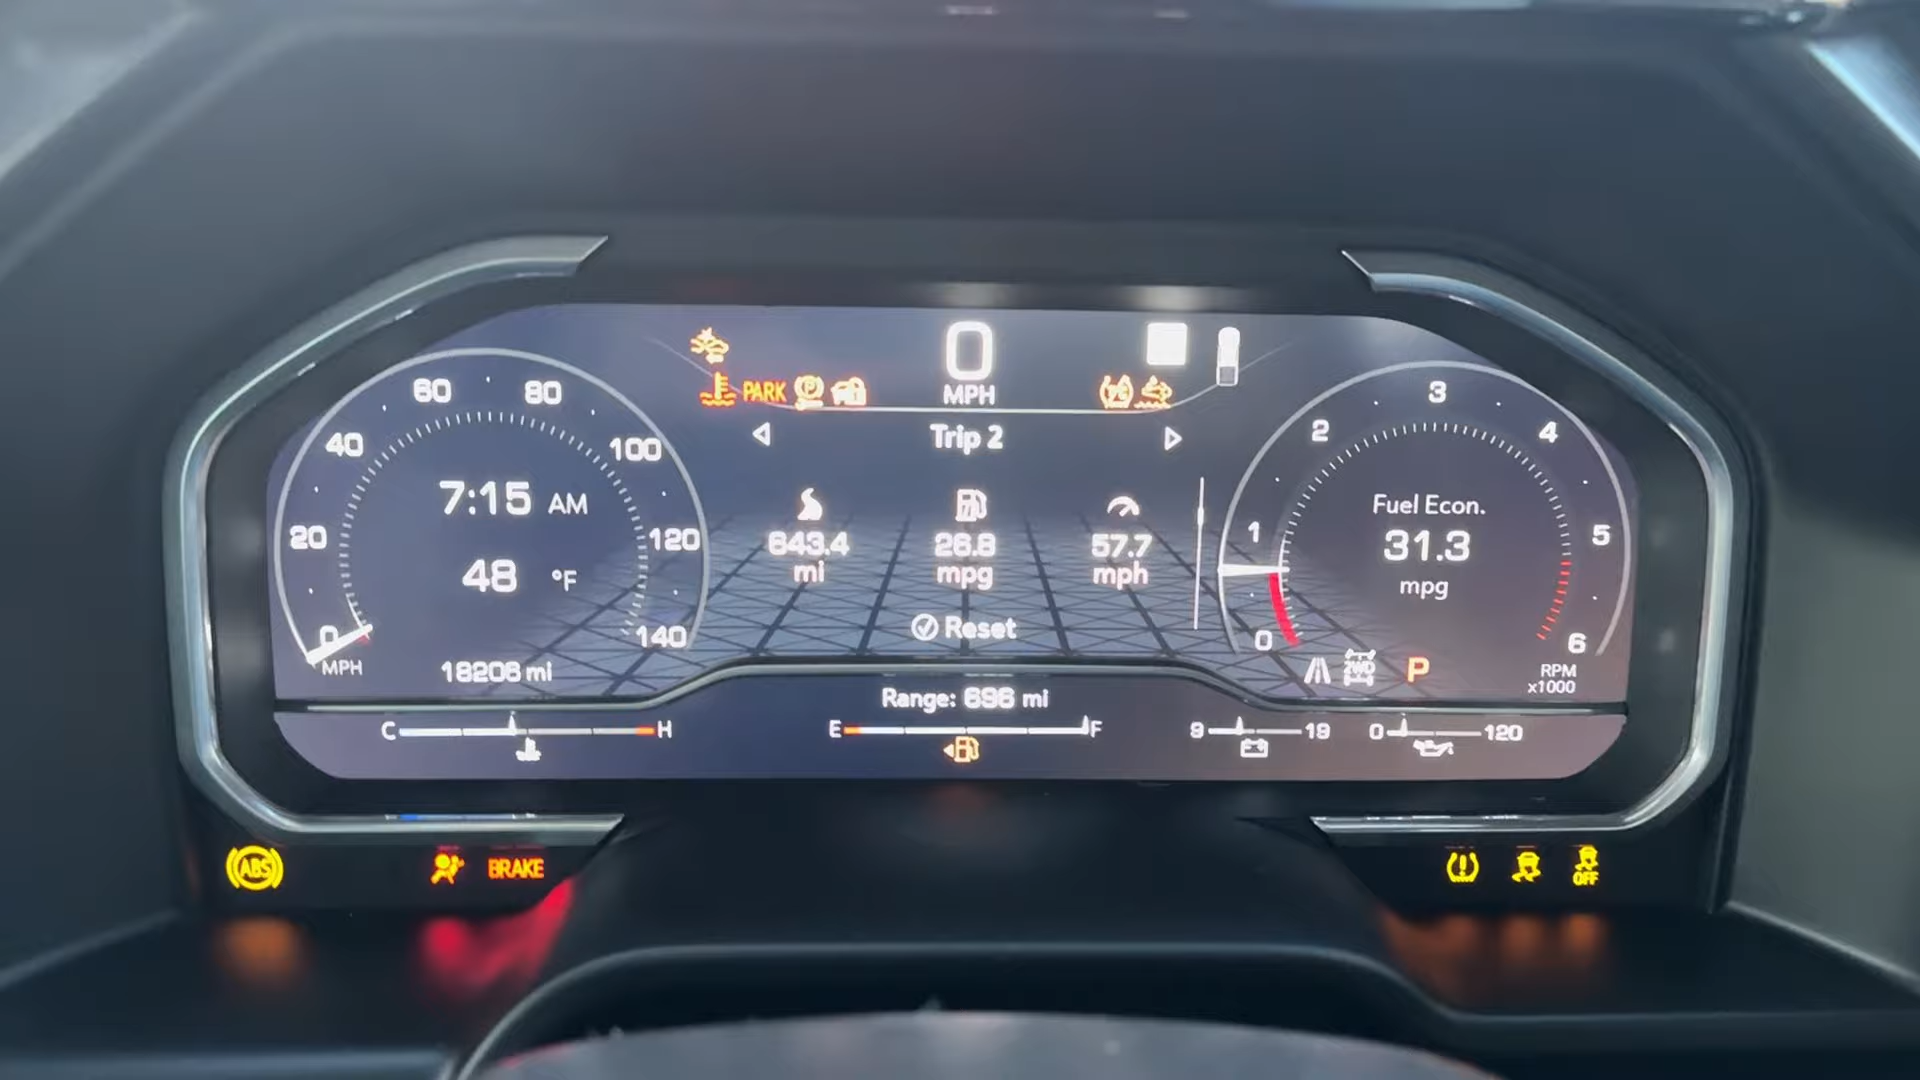 0
MPH
PARK
Trip 2
60
80
40
100
20
120
0
140
MPH
7:15 AM
48 °F
18206 mi
643.4
mi
26.8
mpg
57.7
mph
Reset
3
2
4
1
5
0
6
Fuel Econ.
31.3
mpg
2WD
P
RPM
x1000
Range: 696 mi
C
H
E
F
9
19
0
120
ABS
BRAKE
OFF